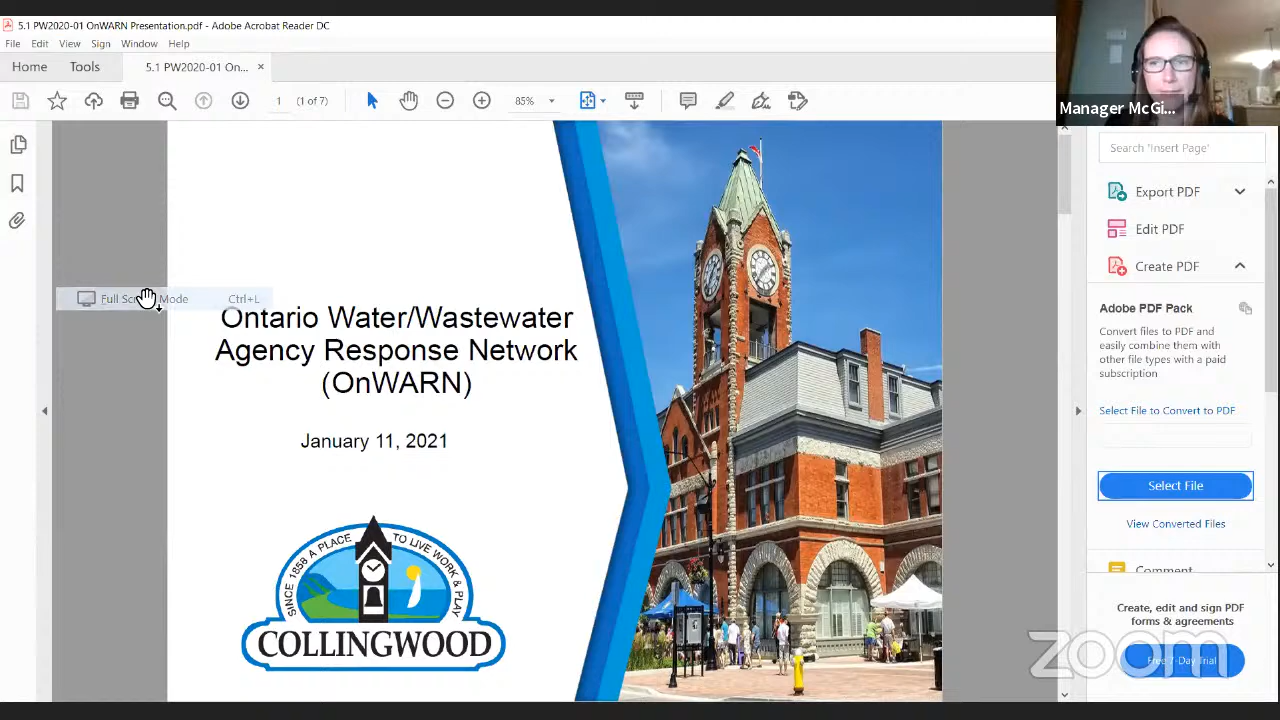 5.1 PW2020-01 OnWARN Presentation.pdf - Adobe Acrobat Reader DC
File Edit View Sign Window Help
Home Tools 5.1 PW2020-01 On... ×
1 (1 of 7) 85%
Manager McGi...
Search 'Insert Page'
Export PDF
Edit PDF
Create PDF
Adobe PDF Pack
Convert files to PDF and
easily combine them with
other file types with a paid
subscription
Select File to Convert to PDF
Select File
View Converted Files
Comment
Create, edit and sign PDF
forms & agreements
Free 7-Day Trial
zoom
Full Screen Mode Ctrl+L
Ontario Water/Wastewater
Agency Response Network
(OnWARN)
January 11, 2021
SINCE 1858 A PLACE TO LIVE WORK & PLAY
COLLINGWOOD